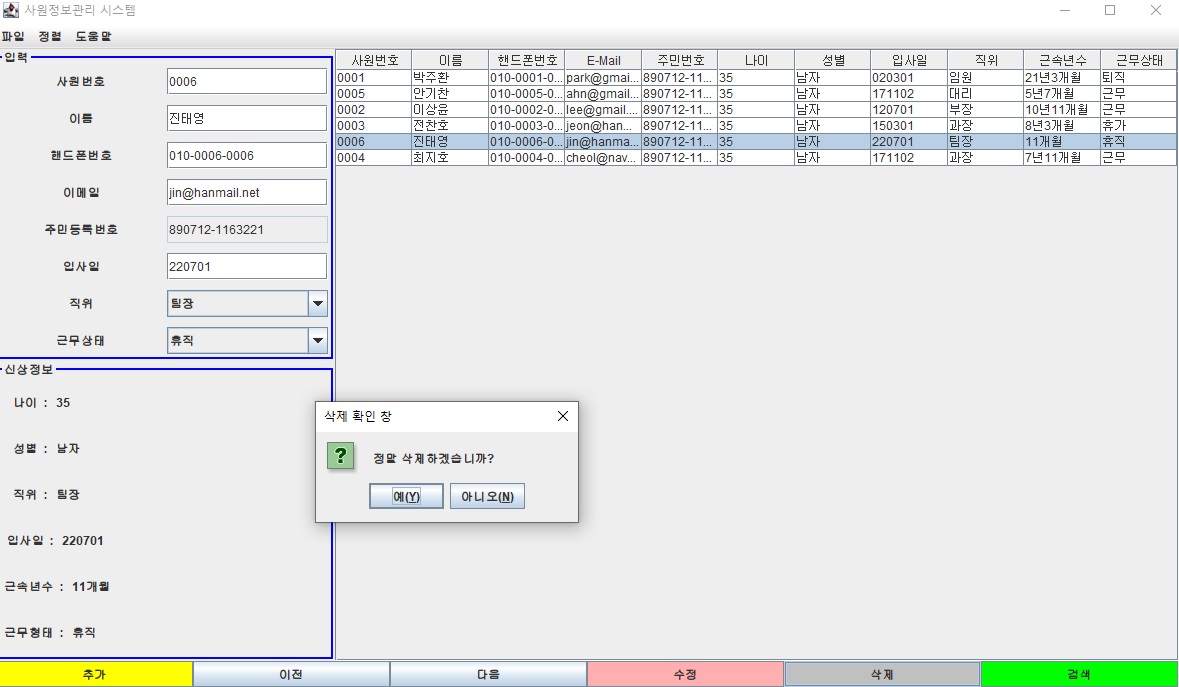 사원정보관리 시스템
파일 정렬 도움말
입력
사원번호 0006
이름 진태영
핸드폰번호 010-0006-0006
이메일 jin@hanmail.net
주민등록번호 890712-1163221
입사일 220701
직위 팀장
근무상태 휴직
신상정보
나이 : 35
성별 : 남자
직위 : 팀장
입사일 : 220701
근속년수 : 11개월
근무형태 : 휴직
사원번호 이름 핸드폰번호 E-Mail 주민번호 나이 성별 입사일 직위 근속년수 근무상태
0001 박주환 010-0001-0... park@gmai... 890712-11... 35 남자 020301 임원 21년3개월 퇴직
0005 안기찬 010-0005-0... ahn@gmail... 890712-11... 35 남자 171102 대리 5년7개월 근무
0002 이상윤 010-0002-0... lee@gmail.... 890712-11... 35 남자 120701 부장 10년11개월 근무
0003 전찬호 010-0003-0... jeon@han... 890712-11... 35 남자 150301 과장 8년3개월 휴가
0006 진태영 010-0006-0... jin@hanma... 890712-11... 35 남자 220701 팀장 11개월 휴직
0004 최지호 010-0004-0... cheol@nav... 890712-11... 35 남자 171102 과장 7년11개월 근무
삭제 확인 창
정말 삭제하겠습니까?
예(Y) 아니오(N)
추가 이전 다음 수정 삭제 검색